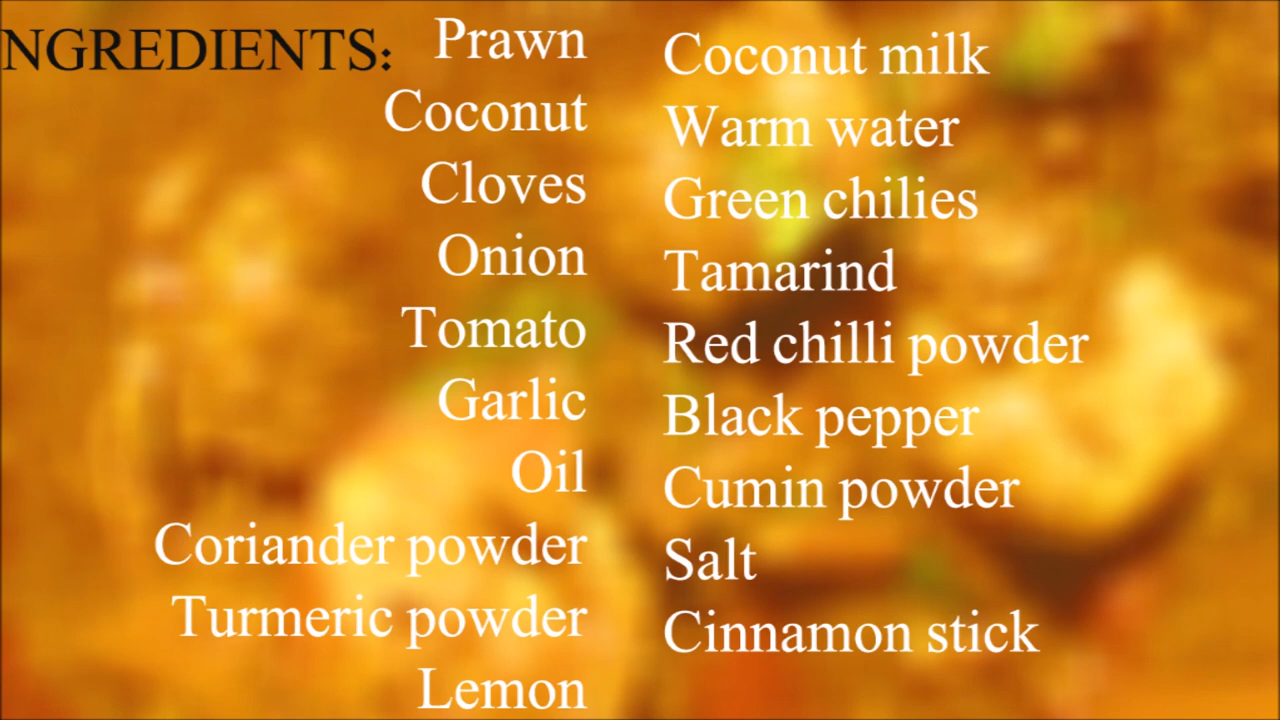 NGREDIENTS:
Prawn
Coconut
Cloves
Onion
Tomato
Garlic
Oil
Coriander powder
Turmeric powder
Lemon
Coconut milk
Warm water
Green chilies
Tamarind
Red chilli powder
Black pepper
Cumin powder
Salt
Cinnamon stick